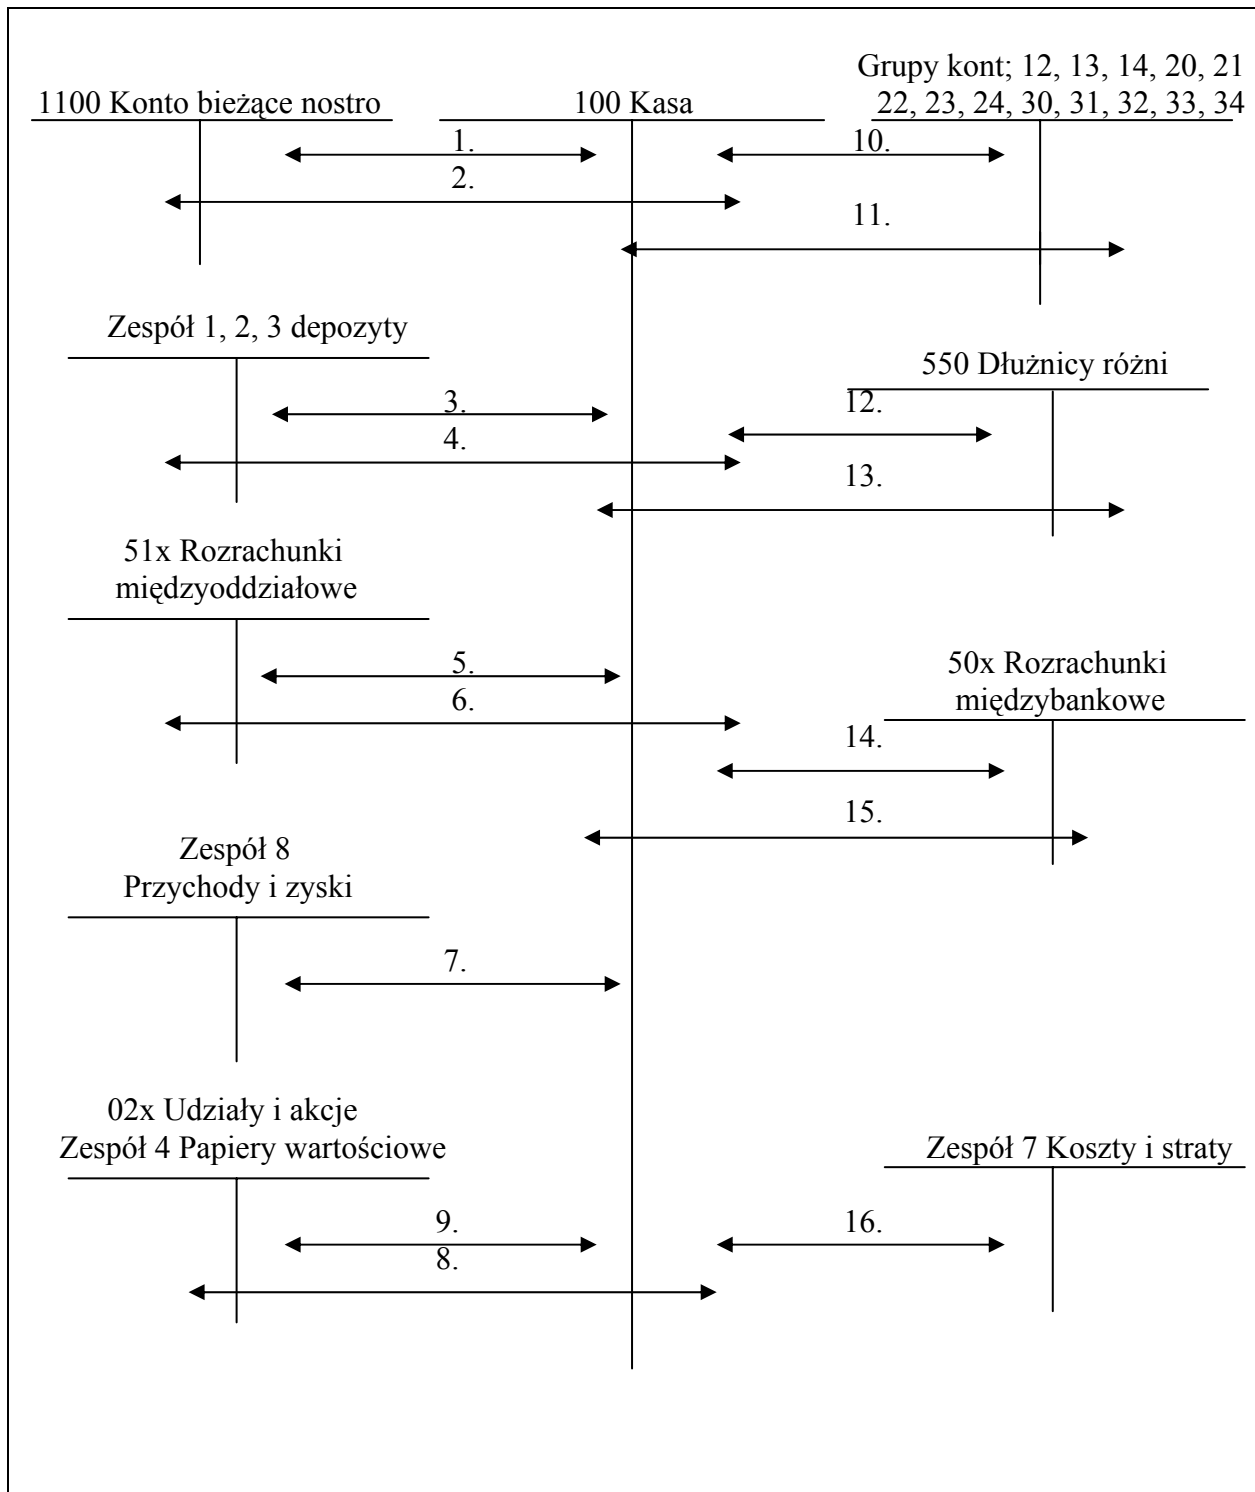 Grupy kont; 12, 13, 14, 20, 21
22, 23, 24, 30, 31, 32, 33, 34
1100 Konto bieżące nostro
100 Kasa
1.
10.
2.
11.
Zespół 1, 2, 3 depozyty
550 Dłużnicy różni
3.
12.
4.
13.
51x Rozrachunki
międzyoddziałowe
5.
50x Rozrachunki
międzybankowe
6.
14.
15.
Zespół 8
Przychody i zyski
7.
02x Udziały i akcje
Zespół 4 Papiery wartościowe
Zespół 7 Koszty i straty
9.
16.
8.